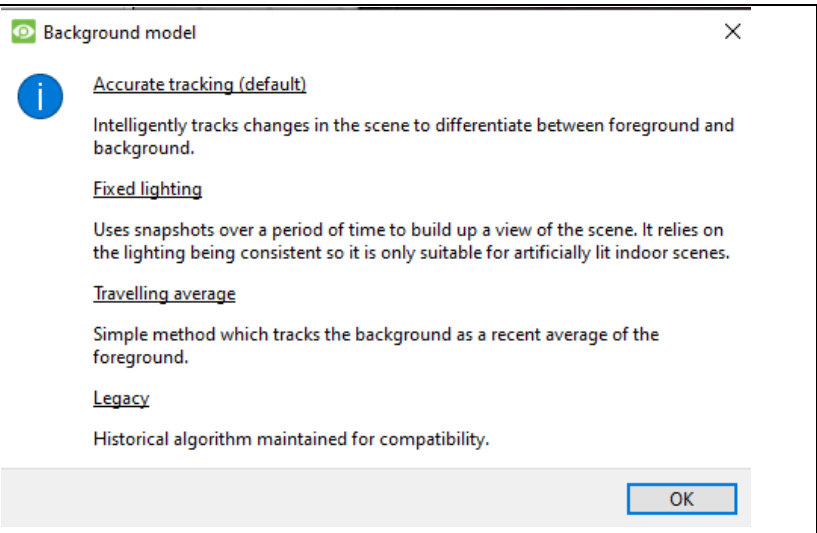 Background model
Accurate tracking (default)
Intelligently tracks changes in the scene to differentiate between foreground and
background.
Fixed lighting
Uses snapshots over a period of time to build up a view of the scene. It relies on
the lighting being consistent so it is only suitable for artificially lit indoor scenes.
Travelling average
Simple method which tracks the background as a recent average of the
foreground.
Legacy
Historical algorithm maintained for compatibility.
OK